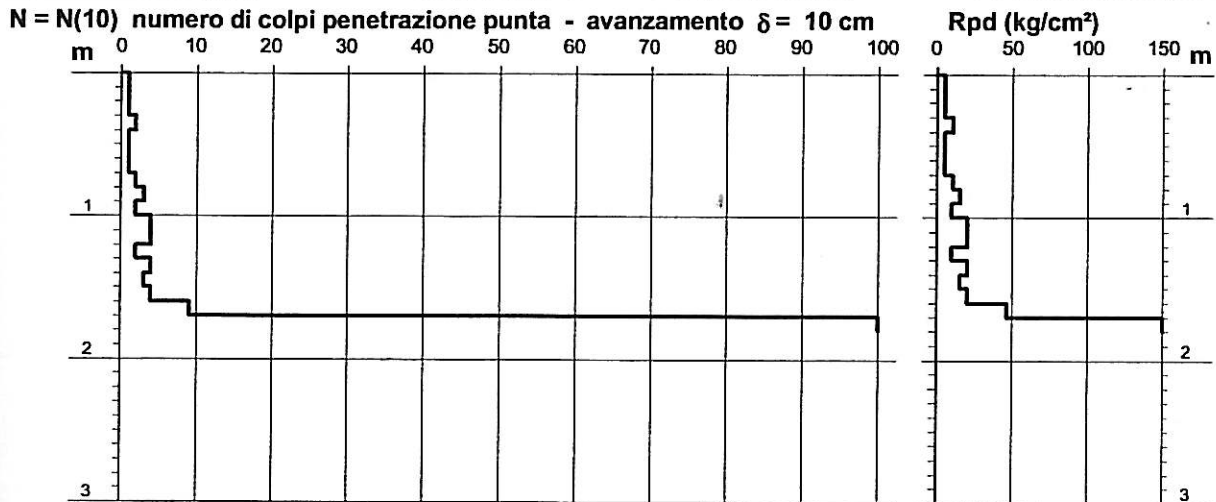 N = N(10) numero di colpi penetrazione punta - avanzamento δ = 10 cm
m 0 10 20 30 40 50 60 70 80 90 100
1
2
3
Rpd (kg/cm²)
0 50 100 150 m
1
2
3